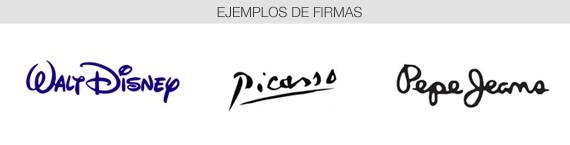 EJEMPLOS DE FIRMAS
WALT DISNEY Picasso Pepe Jeans